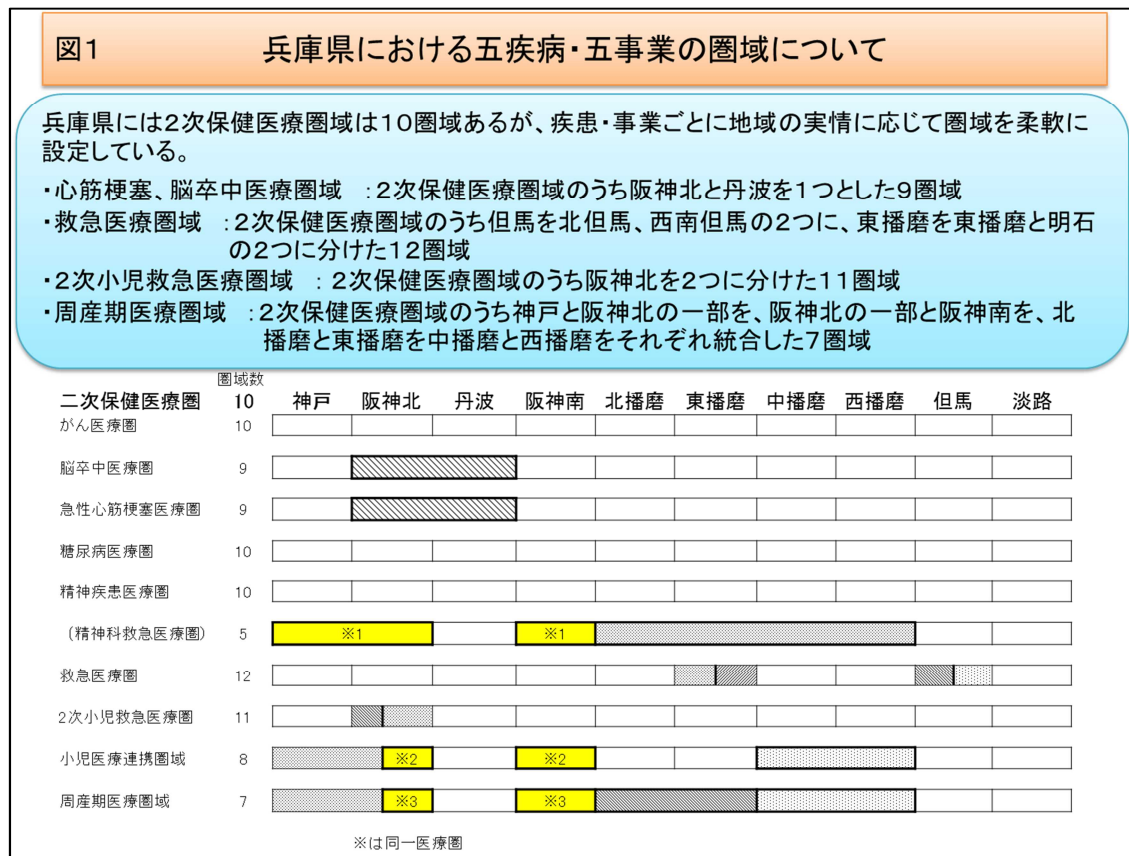 図1 兵庫県における五疾病・五事業の圏域について
兵庫県には2次保健医療圏域は10圏域あるが、疾患・事業ごとに地域の実情に応じて圏域を柔軟に
設定している。
・心筋梗塞、脳卒中医療圏域 :2次保健医療圏域のうち阪神北と丹波を1つとした9圏域
・救急医療圏域 :2次保健医療圏域のうち但馬を北但馬、西南但馬の2つに、東播磨を東播磨と明石
の2つに分けた12圏域
・2次小児救急医療圏域 :2次保健医療圏域のうち阪神北を2つに分けた11圏域
・周産期医療圏域 :2次保健医療圏域のうち神戸と阪神北の一部を、阪神北の一部と阪神南を、北
播磨と東播磨を中播磨と西播磨をそれぞれ統合した7圏域
圏域数
二次保健医療圏 10 神戸 阪神北 丹波 阪神南 北播磨 東播磨 中播磨 西播磨 但馬 淡路
がん医療圏 10
脳卒中医療圏 9
急性心筋梗塞医療圏 9
糖尿病医療圏 10
精神疾患医療圏 10
(精神科救急医療圏) 5 ※1 ※1
救急医療圏 12
2次小児救急医療圏 11
小児医療連携圏域 8 ※2 ※2
周産期医療圏域 7 ※3 ※3
※は同一医療圏